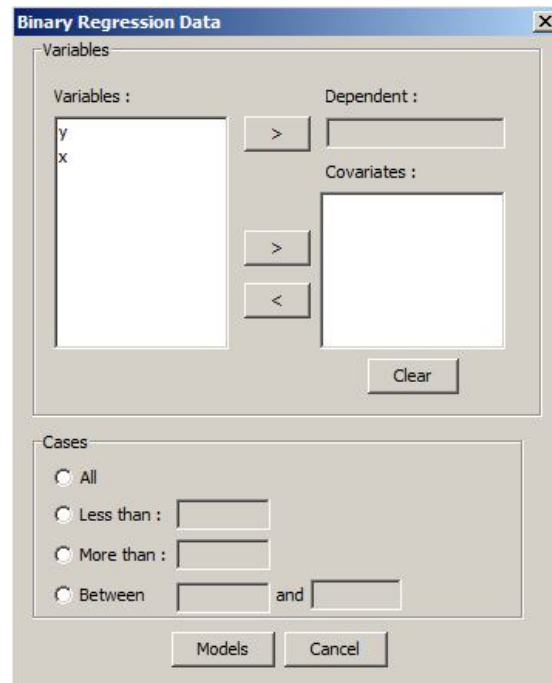 Binary Regression Data
Variables
Variables :
Dependent :
y
x
>
Covariates :
>
<
Clear
Cases
All
Less than :
More than :
Between and
Models Cancel